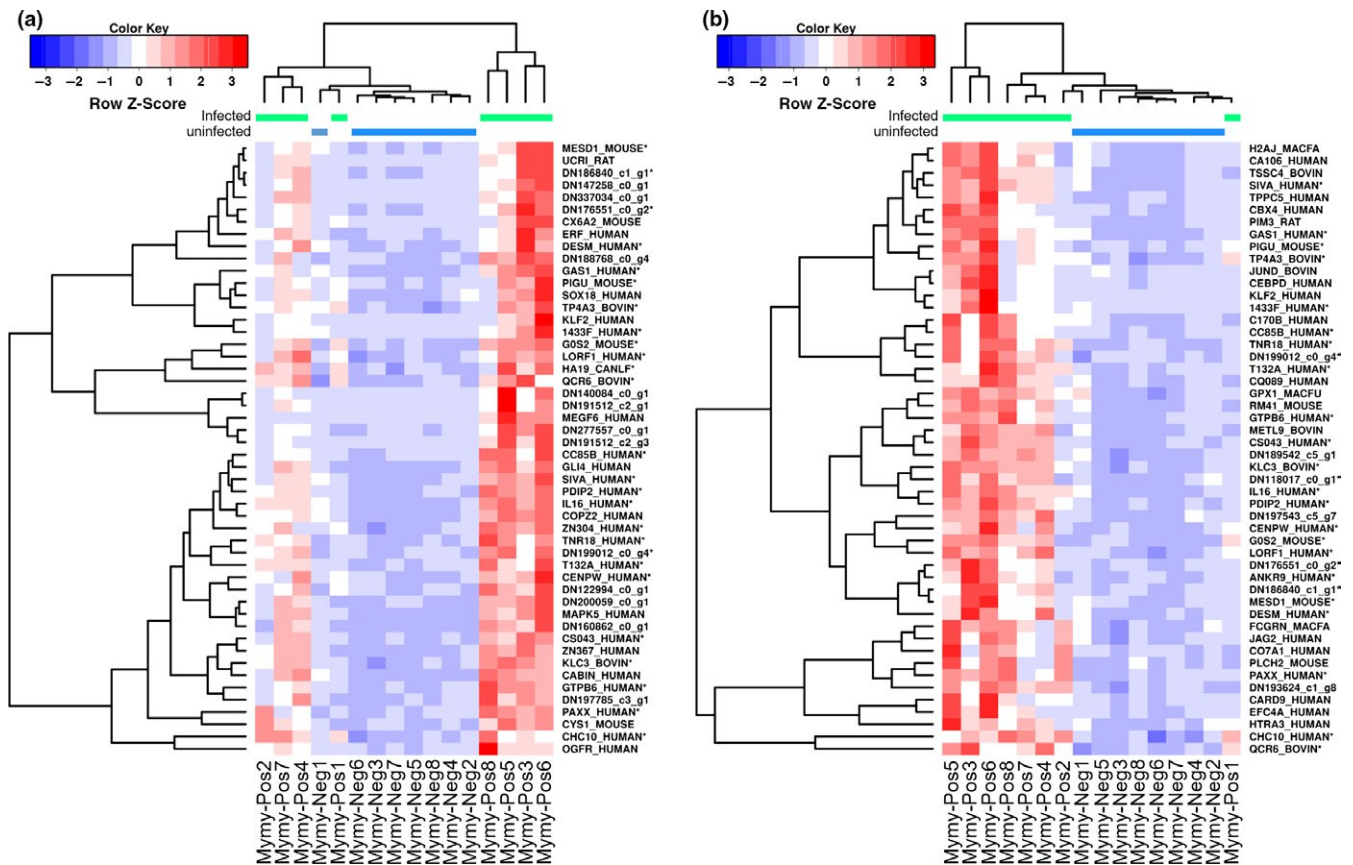 (a)
Color Key
−3 −2 −1 0 1 2 3
Row Z-Score
Infected
uninfected
MESD1_MOUSE*
UCRI_RAT
DN186840_c1_g1*
DN147258_c0_g1
DN337034_c0_g1
DN176551_c0_g2*
CX6A2_MOUSE
ERF_HUMAN
DESM_HUMAN*
DN188768_c0_g4
GAS1_HUMAN*
PIGU_MOUSE*
SOX18_HUMAN
TP4A3_BOVIN*
KLF2_HUMAN
1433F_HUMAN*
G0S2_MOUSE*
LORF1_HUMAN*
HA19_CANLF*
QCR6_BOVIN*
DN140084_c0_g1
DN191512_c2_g1
MEGF6_HUMAN
DN277557_c0_g1
DN191512_c2_g3
CC85B_HUMAN*
GLI4_HUMAN
SIVA_HUMAN*
PDIP2_HUMAN*
IL16_HUMAN*
COPZ2_HUMAN
ZN304_HUMAN*
TNR18_HUMAN*
DN199012_c0_g4*
T132A_HUMAN*
CENPW_HUMAN*
DN122994_c0_g1
DN200059_c0_g1
MAPK5_HUMAN
DN160862_c0_g1
CS043_HUMAN*
ZN367_HUMAN
KLC3_BOVIN*
CABIN_HUMAN
GTPB6_HUMAN*
DN197785_c3_g1
PAXX_HUMAN*
CYS1_MOUSE
CHC10_HUMAN*
OGFR_HUMAN
Mymy-Pos2
Mymy-Pos7
Mymy-Pos4
Mymy-Neg1
Mymy-Pos1
Mymy-Neg6
Mymy-Neg3
Mymy-Neg7
Mymy-Neg5
Mymy-Neg8
Mymy-Neg4
Mymy-Neg2
Mymy-Pos8
Mymy-Pos5
Mymy-Pos3
Mymy-Pos6
(b)
Color Key
−3 −2 −1 0 1 2 3
Row Z-Score
Infected
uninfected
H2AJ_MACFA
CA106_HUMAN
TSSC4_BOVIN
SIVA_HUMAN*
TPPC5_HUMAN
CBX4_HUMAN
PIM3_RAT
GAS1_HUMAN*
PIGU_MOUSE*
TP4A3_BOVIN*
JUND_BOVIN
CEBPD_HUMAN
KLF2_HUMAN
1433F_HUMAN*
C170B_HUMAN
CC85B_HUMAN*
TNR18_HUMAN*
DN199012_c0_g4*
T132A_HUMAN*
CQ089_HUMAN
GPX1_MACFU
RM41_MOUSE
GTPB6_HUMAN*
METL9_BOVIN
CS043_HUMAN*
DN189542_c5_g1
KLC3_BOVIN*
DN118017_c0_g1*
IL16_HUMAN*
PDIP2_HUMAN*
DN197543_c5_g7
CENPW_HUMAN*
G0S2_MOUSE*
LORF1_HUMAN*
DN176551_c0_g2*
ANKR9_HUMAN*
DN186840_c1_g1*
MESD1_MOUSE*
DESM_HUMAN*
FCGRN_MACFA
JAG2_HUMAN
CO7A1_HUMAN
PLCH2_MOUSE
PAXX_HUMAN*
DN193624_c1_g8
CARD9_HUMAN
EFC4A_HUMAN
HTRA3_HUMAN
CHC10_HUMAN*
QCR6_BOVIN*
Mymy-Pos5
Mymy-Pos3
Mymy-Pos6
Mymy-Pos8
Mymy-Pos7
Mymy-Pos4
Mymy-Pos2
Mymy-Neg1
Mymy-Neg5
Mymy-Neg3
Mymy-Neg8
Mymy-Neg6
Mymy-Neg7
Mymy-Neg4
Mymy-Neg2
Mymy-Pos1